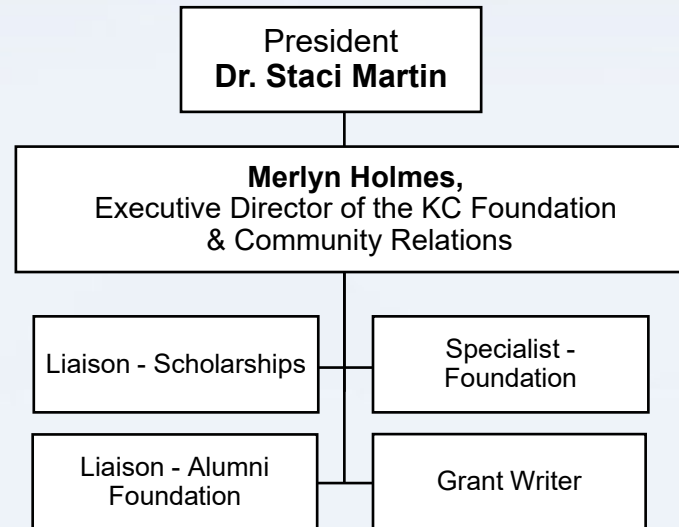 President
Dr. Staci Martin
Merlyn Holmes,
Executive Director of the KC Foundation
& Community Relations
Liaison - Scholarships
Specialist -
Foundation
Liaison - Alumni
Foundation
Grant Writer